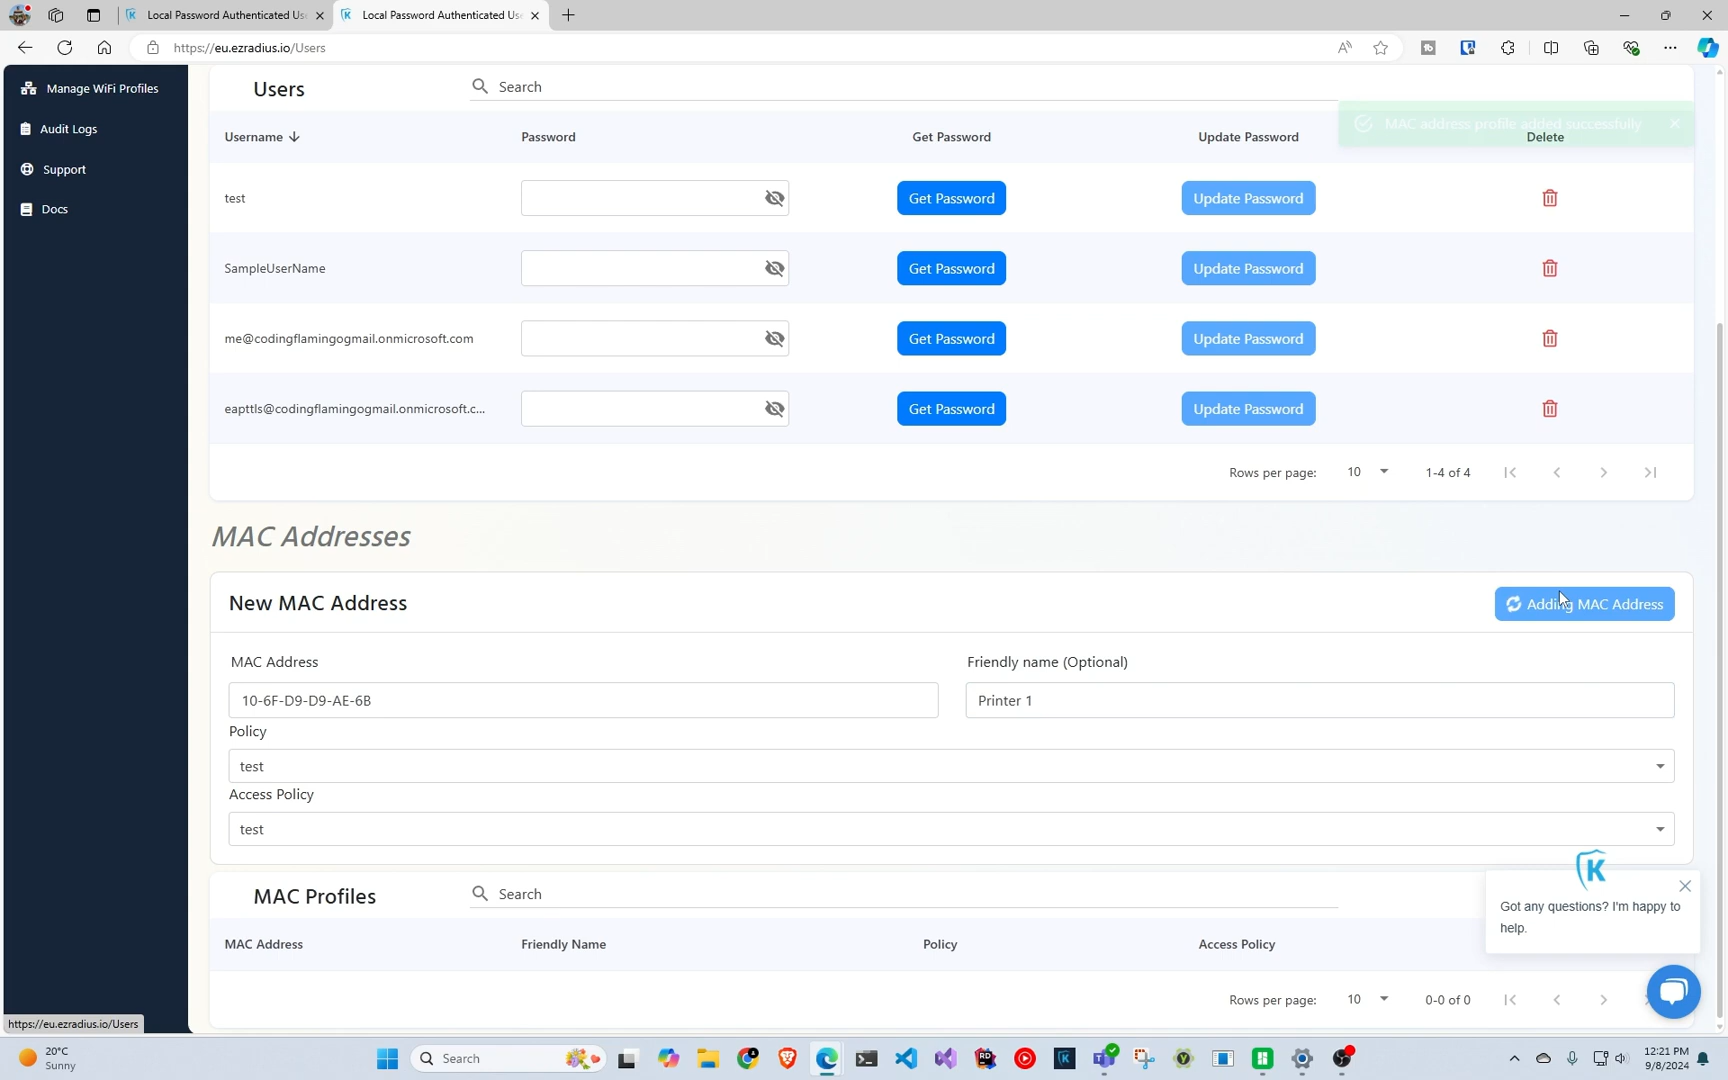 Local Password Authenticated Us
Local Password Authenticated Us
https://eu.ezradius.io/Users
Manage WiFi Profiles
Audit Logs
Support
Docs
Users
Search
MAC address profile added successfully
Username
Password
Get Password
Update Password
Delete
test
Get Password
Update Password
SampleUserName
Get Password
Update Password
me@codingflamingogmail.onmicrosoft.com
Get Password
Update Password
eapttls@codingflamingogmail.onmicrosoft.c...
Get Password
Update Password
Rows per page:
10
1-4 of 4
MAC Addresses
New MAC Address
Adding MAC Address
MAC Address
Friendly name (Optional)
10-6F-D9-D9-AE-6B
Printer 1
Policy
test
Access Policy
test
MAC Profiles
Search
Got any questions? I'm happy to
help.
MAC Address
Friendly Name
Policy
Access Policy
Rows per page:
10
0-0 of 0
https://eu.ezradius.io/Users
20°C
Sunny
Search
12:21 PM
9/8/2024